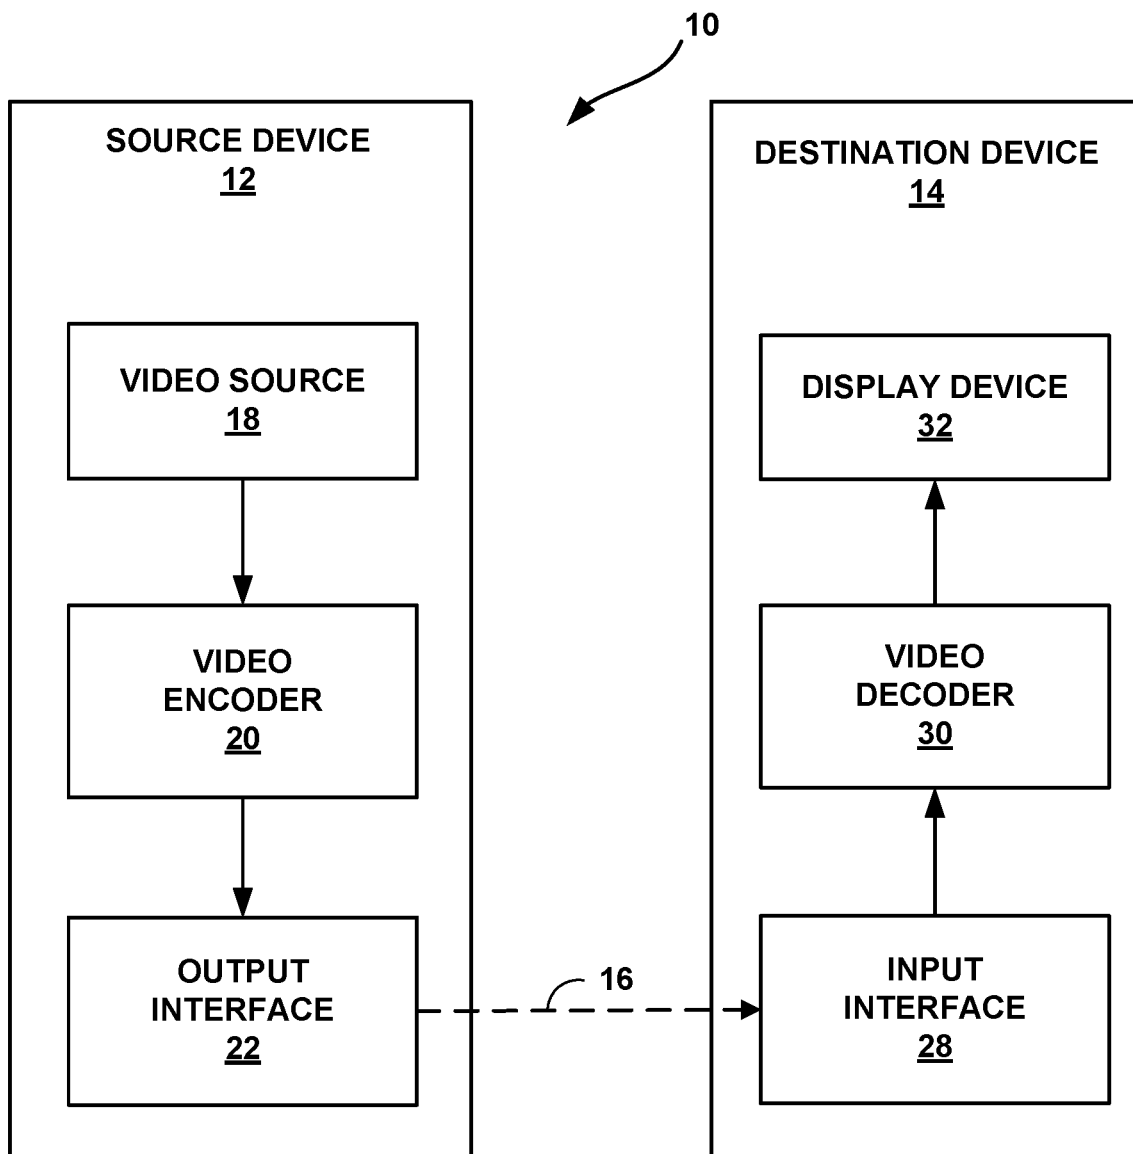 10
SOURCE DEVICE
12
VIDEO SOURCE
18
VIDEO
ENCODER
20
OUTPUT
INTERFACE
22
16
DESTINATION DEVICE
14
DISPLAY DEVICE
32
VIDEO
DECODER
30
INPUT
INTERFACE
28